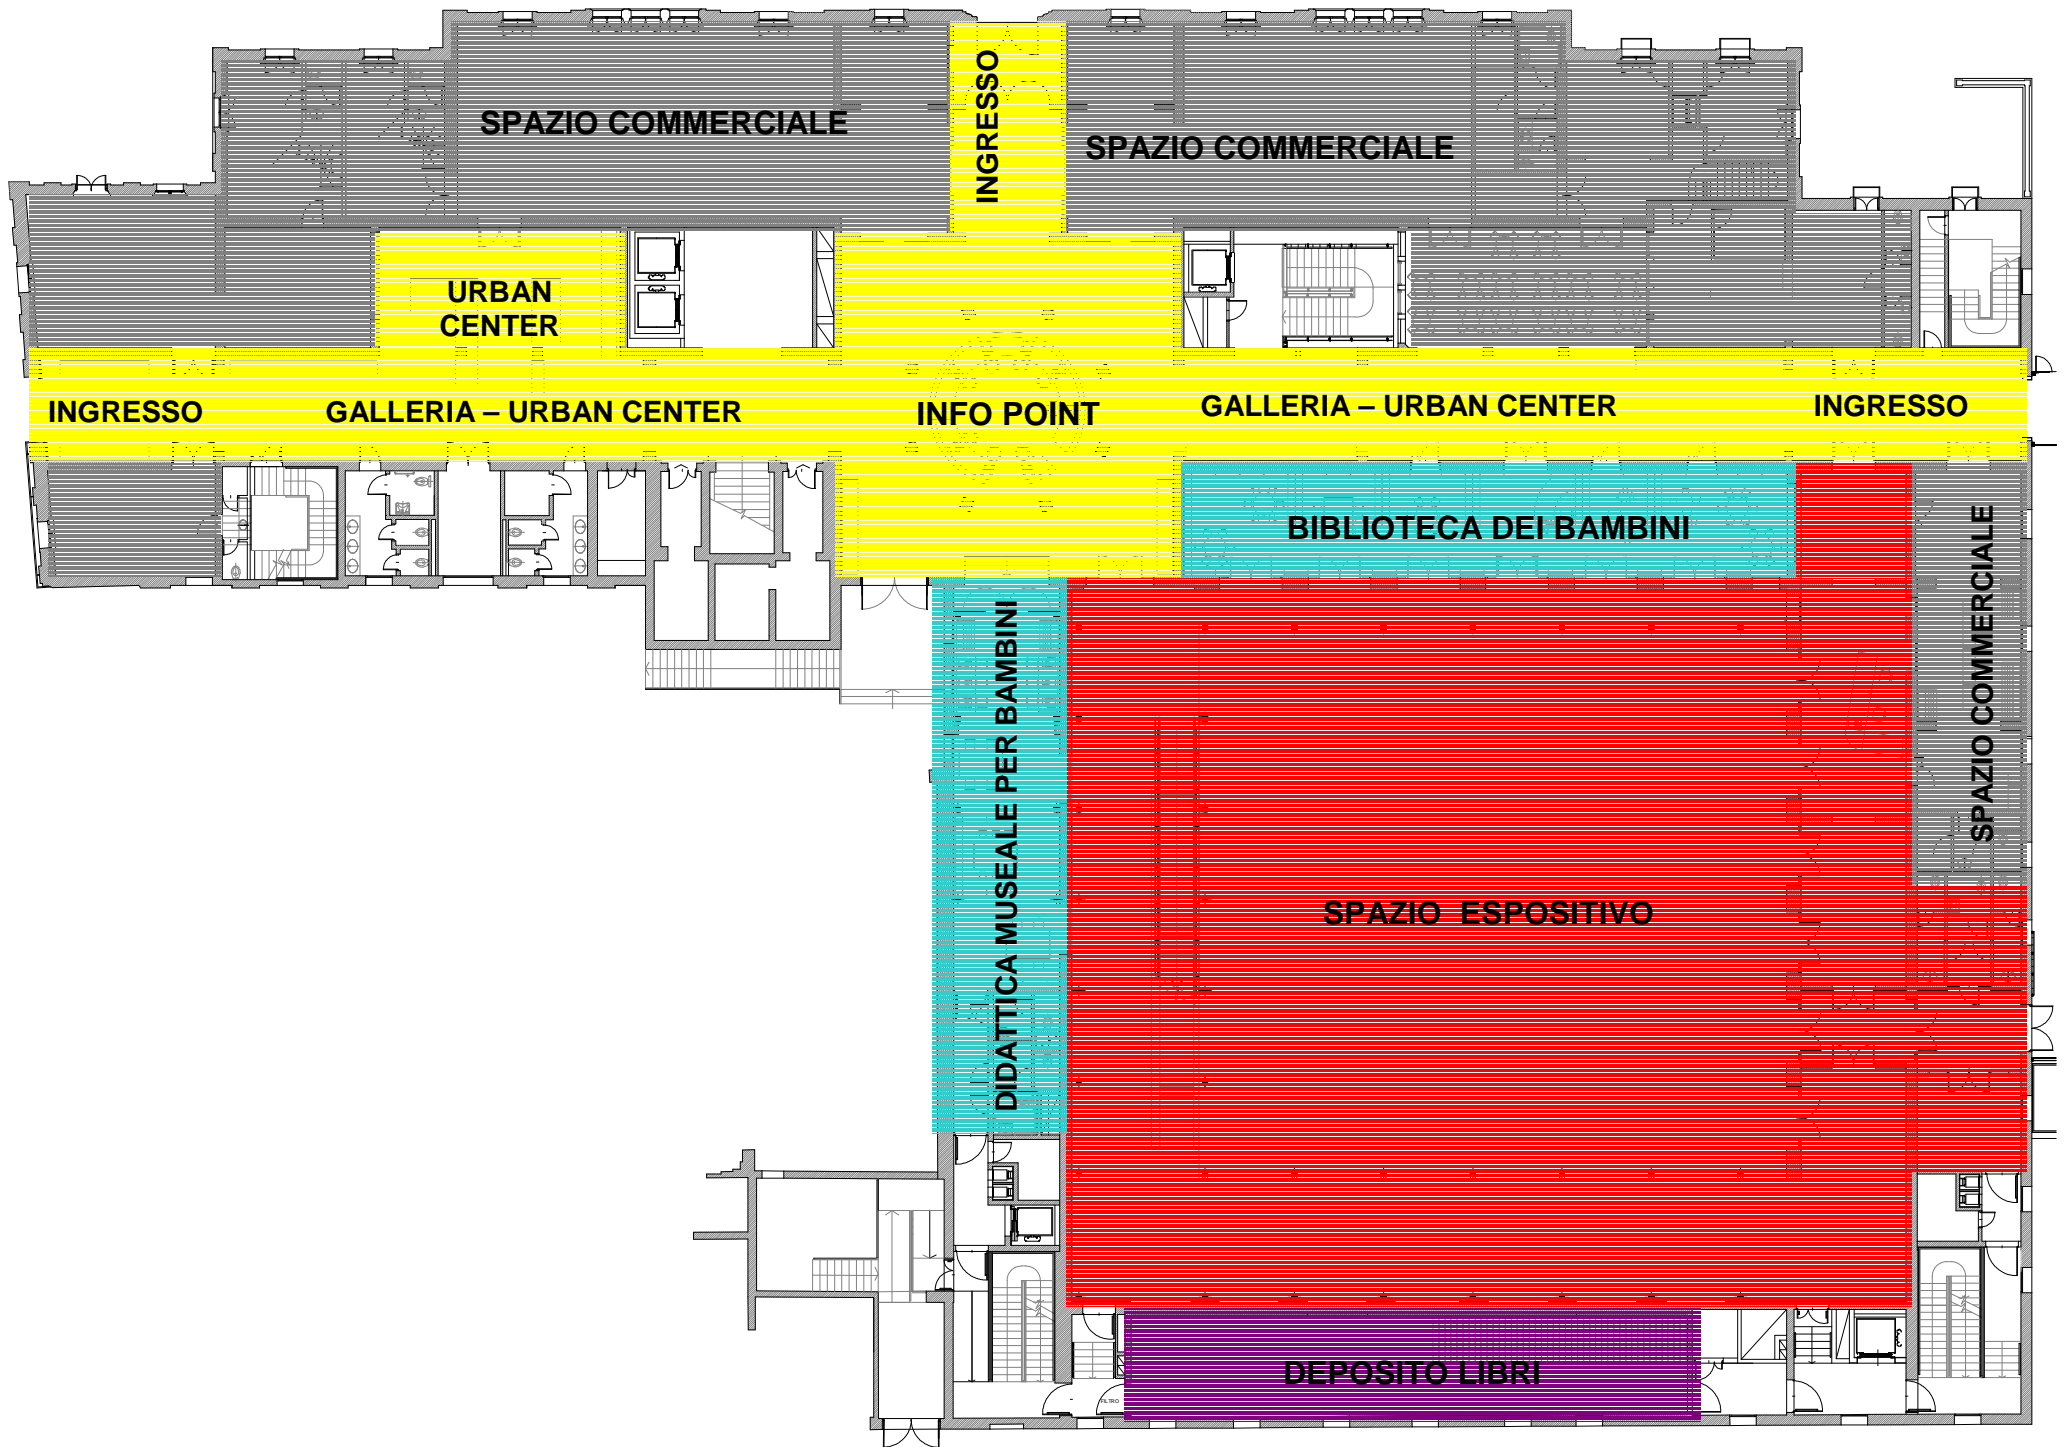 INGRESSO
SPAZIO COMMERCIALE
SPAZIO COMMERCIALE
URBAN
CENTER
INGRESSO
GALLERIA – URBAN CENTER
INFO POINT
GALLERIA – URBAN CENTER
INGRESSO
BIBLIOTECA DEI BAMBINI
SPAZIO COMMERCIALE
DIDATTICA MUSEALE PER BAMBINI
SPAZIO ESPOSITIVO
DEPOSITO LIBRI
FILTRO